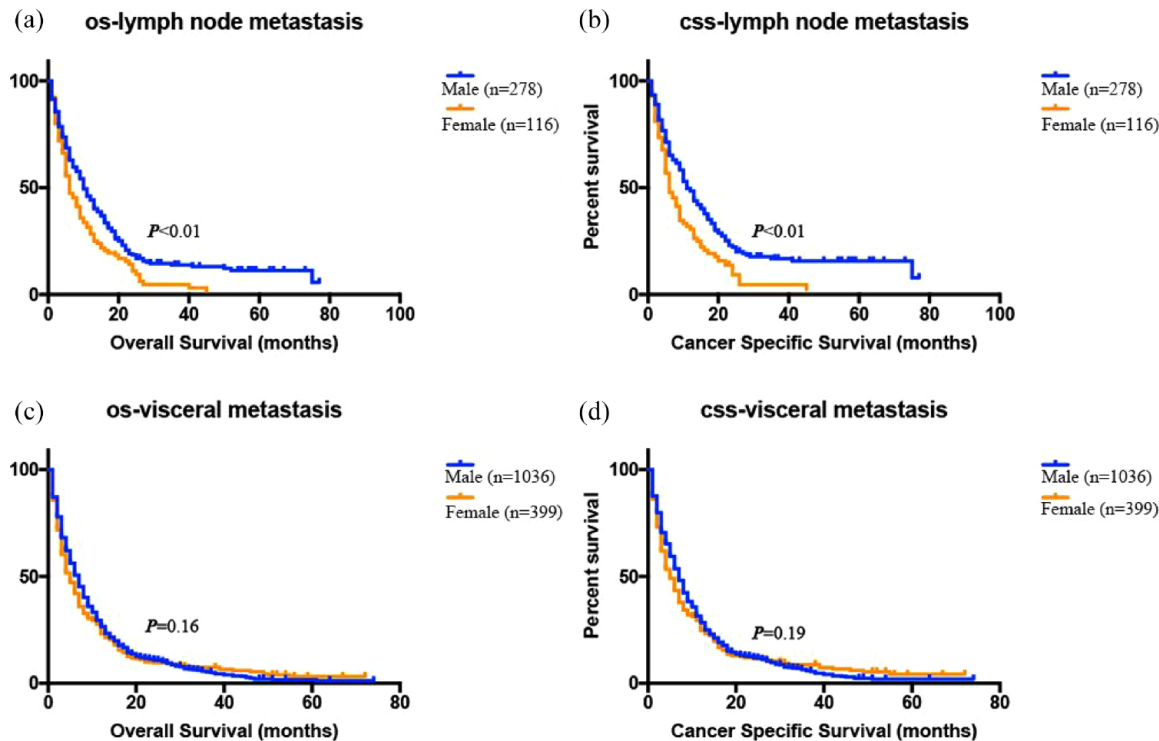 (a)
os-lymph node metastasis
100
50
0
0
20
40
60
80
100
Overall Survival (months)
Male (n=278)
Female (n=116)
P<0.01
(b)
css-lymph node metastasis
Percent survival
100
50
0
0
20
40
60
80
100
Cancer Specific Survival (months)
Male (n=278)
Female (n=116)
P<0.01
(c)
os-visceral metastasis
100
50
0
0
20
40
60
80
Overall Survival (months)
Male (n=1036)
Female (n=399)
P=0.16
(d)
css-visceral metastasis
Percent survival
100
50
0
0
20
40
60
80
Cancer Specific Survival (months)
Male (n=1036)
Female (n=399)
P=0.19